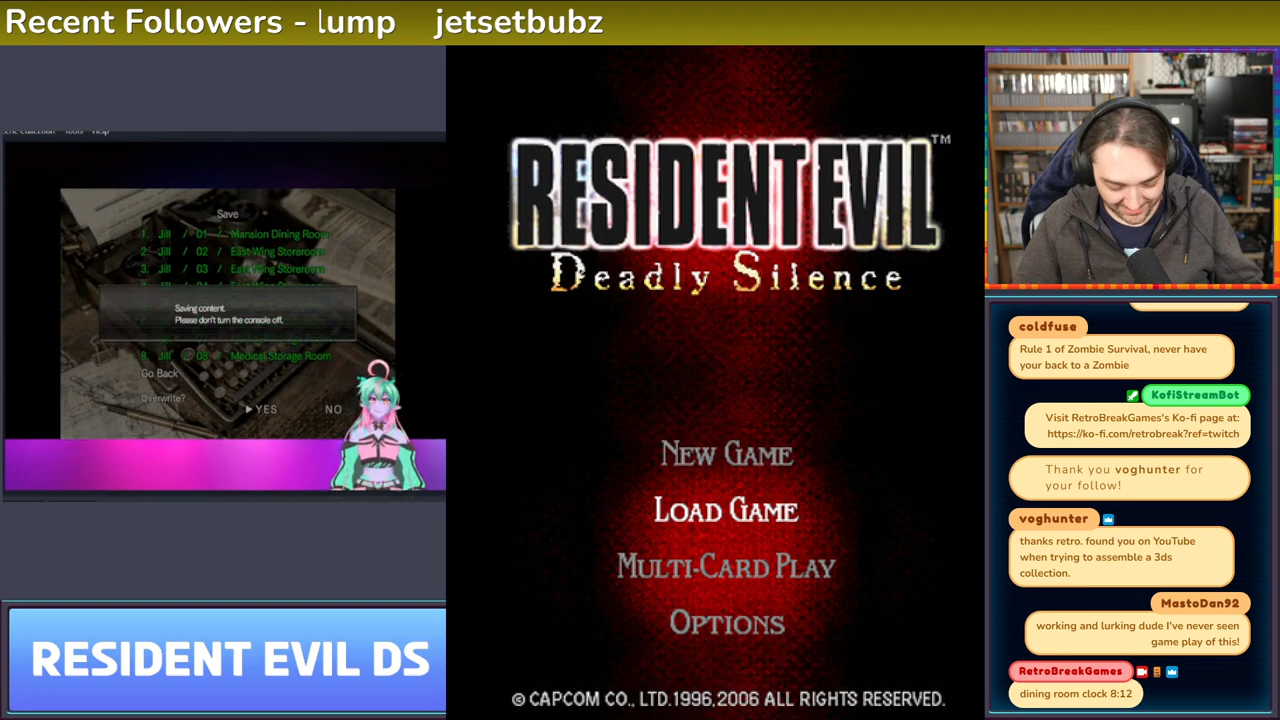 Recent Followers - lump jetsetbubz
Help
Save
1. Jill / 01 / Mansion Dining Room
2. Jill / 02 / East Wing Storeroom
3. Jill / 03 / East Wing Storeroom
Saving content.
Please don't turn the console off.
8. Jill / 08 / Medical Storage Room
Go Back
Overwrite?
YES NO
RESIDENT EVIL DS
RESIDENT EVIL™
Deadly Silence
NEW GAME
LOAD GAME
MULTI-CARD PLAY
OPTIONS
© CAPCOM CO., LTD.1996,2006 ALL RIGHTS RESERVED.
coldfuse
Rule 1 of Zombie Survival, never have
your back to a Zombie
KofiStreamBot
Visit RetroBreakGames's Ko-fi page at:
https://ko-fi.com/retrobreak?ref=twitch
Thank you voghunter for
your follow!
voghunter
thanks retro. found you on YouTube
when trying to assemble a 3ds
collection.
MastoDan92
working and lurking dude I've never seen
game play of this!
RetroBreakGames
dining room clock 8:12